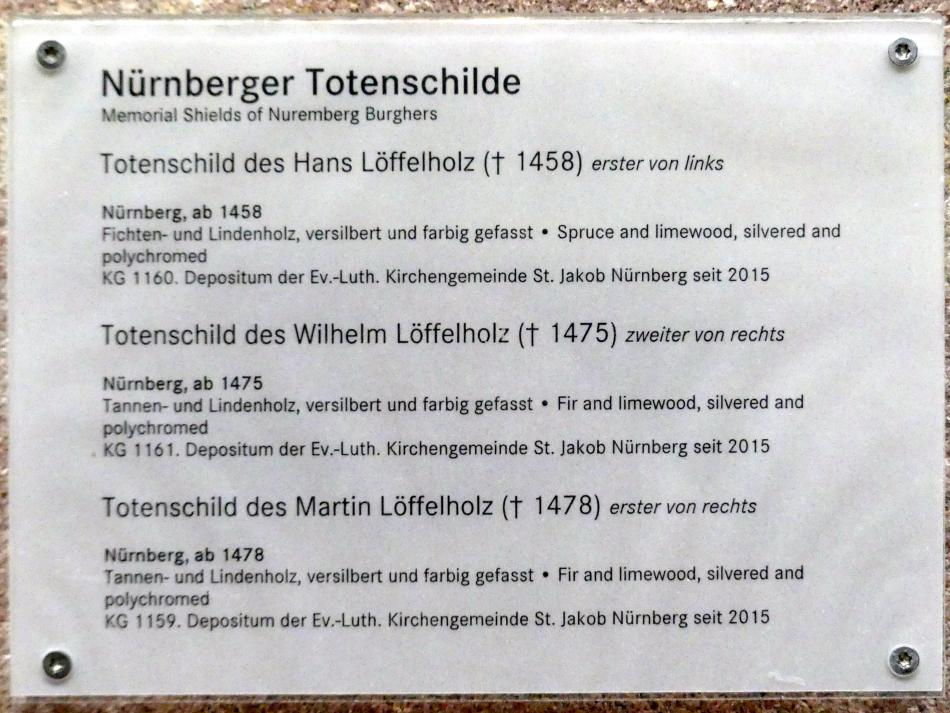 Nürnberger Totenschilde
Memorial Shields of Nuremberg Burghers
Totenschild des Hans Löffelholz († 1458) erster von links
Nürnberg, ab 1458
Fichten- und Lindenholz, versilbert und farbig gefasst • Spruce and limewood, silvered and
polychromed
KG 1160. Depositum der Ev.-Luth. Kirchengemeinde St. Jakob Nürnberg seit 2015
Totenschild des Wilhelm Löffelholz († 1475) zweiter von rechts
Nürnberg, ab 1475
Tannen- und Lindenholz, versilbert und farbig gefasst • Fir and limewood, silvered and
polychromed
KG 1161. Depositum der Ev.-Luth. Kirchengemeinde St. Jakob Nürnberg seit 2015
Totenschild des Martin Löffelholz († 1478) erster von rechts
Nürnberg, ab 1478
Tannen- und Lindenholz, versilbert und farbig gefasst • Fir and limewood, silvered and
polychromed
KG 1159. Depositum der Ev.-Luth. Kirchengemeinde St. Jakob Nürnberg seit 2015